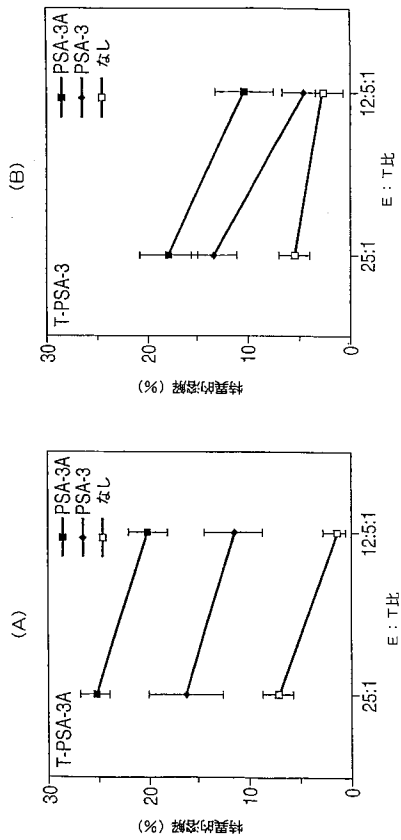 (A)
T-PSA-3A
PSA-3A
PSA-3
なし
30
20
10
0
特異的溶解 (%)
25:1
12:5:1
E : T比
(B)
T-PSA-3
PSA-3A
PSA-3
なし
30
20
10
0
特異的溶解 (%)
25:1
12:5:1
E : T比